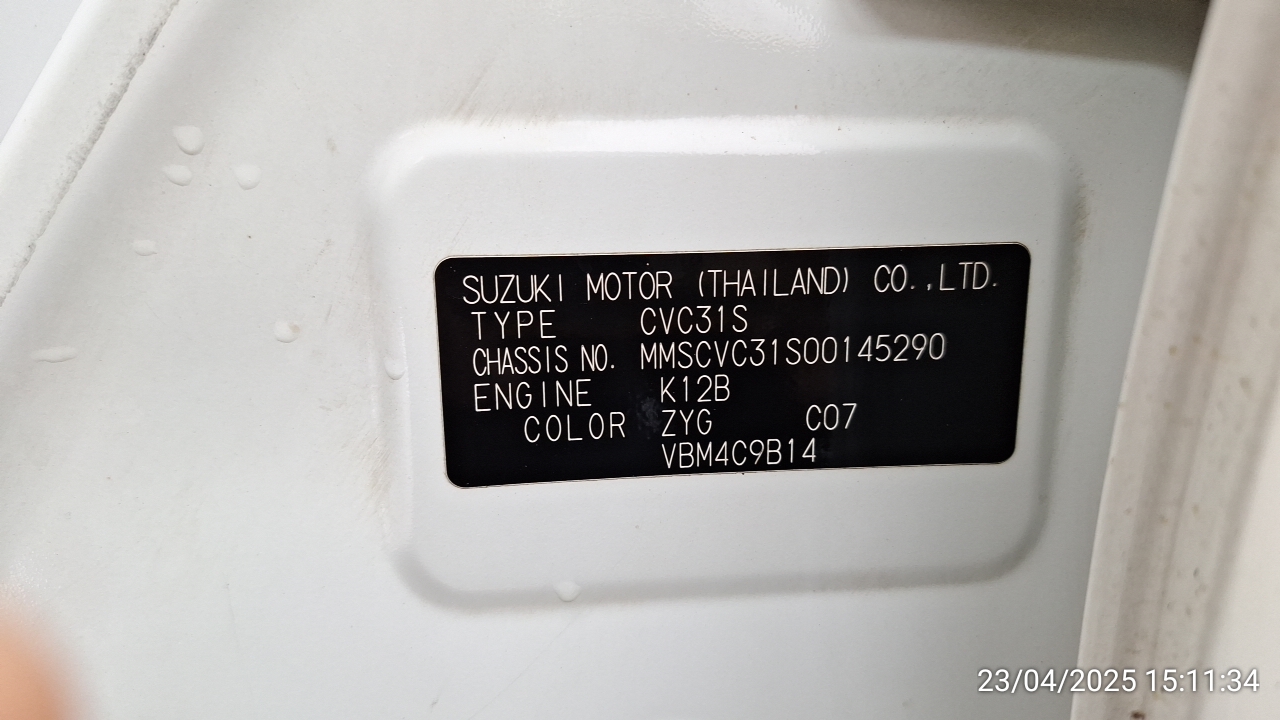 SUZUKI MOTOR (THAILAND) CO.,LTD.
TYPE CVC31S
CHASSIS NO. MMSCVC31S00145290
ENGINE K12B
COLOR ZYG C07
VBM4C9B14
23/04/2025 15:11:34